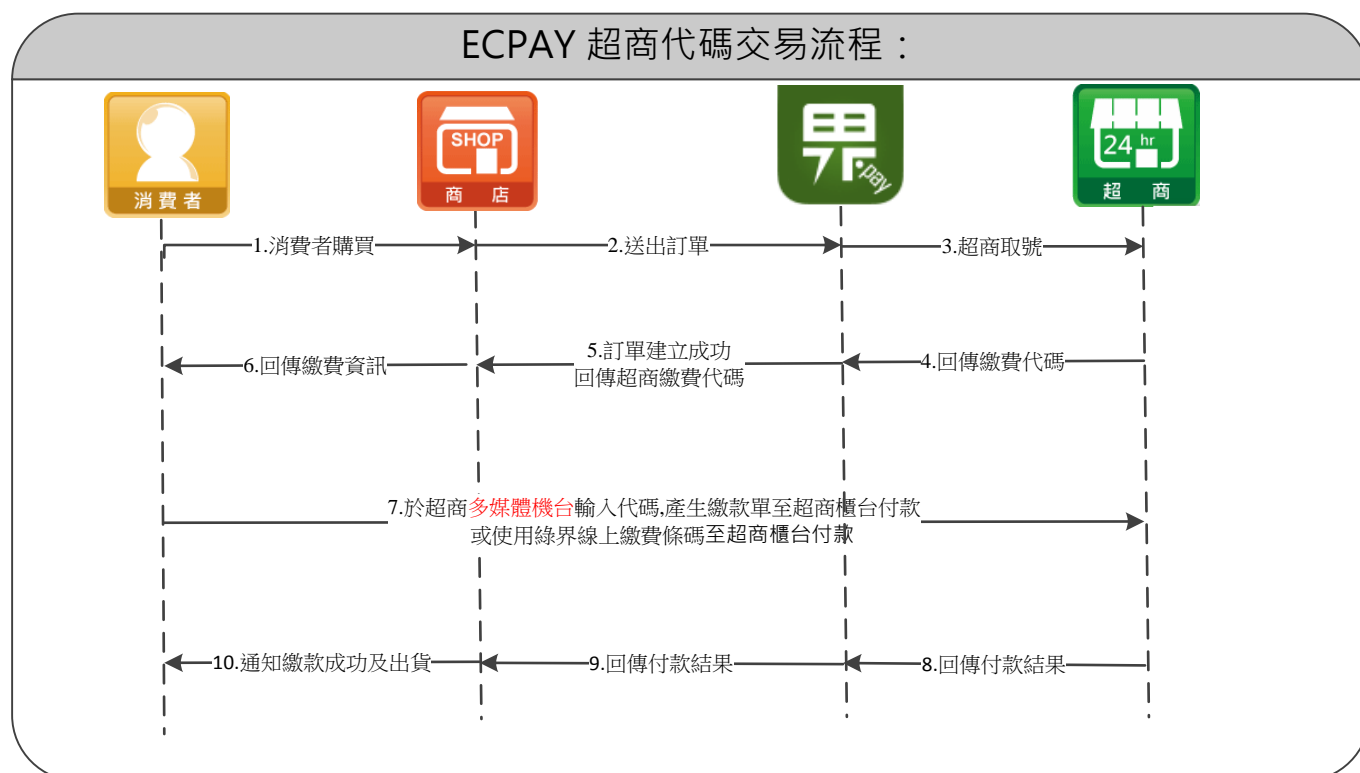 ECPAY 超商代碼交易流程：
消費者
SHOP
商 店
界
pay
24 hr
超 商
1.消費者購買
2.送出訂單
3.超商取號
6.回傳繳費資訊
5.訂單建立成功
回傳超商繳費代碼
4.回傳繳費代碼
7.於超商多媒體機台輸入代碼,產生繳款單至超商櫃台付款
或使用綠界線上繳費條碼至超商櫃台付款
10.通知繳款成功及出貨
9.回傳付款結果
8.回傳付款結果